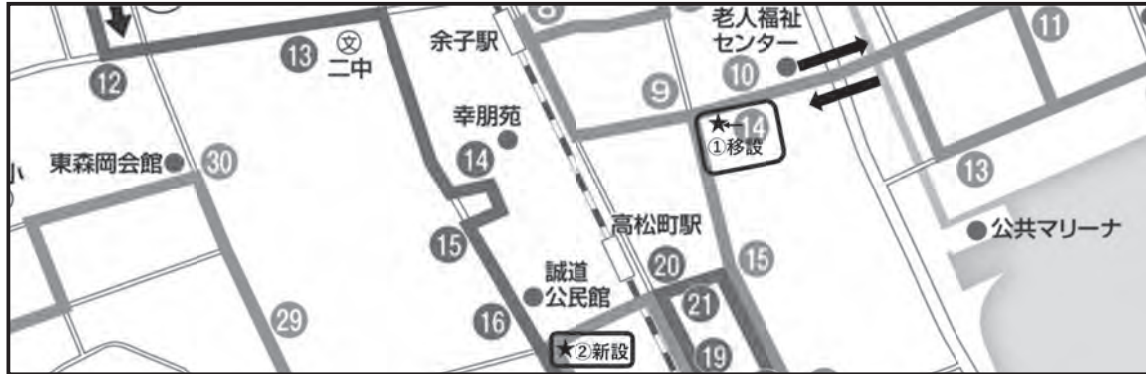 8
老人福祉
センター
10
11
余子駅
13
文
二中
12
9
幸朋苑
★←14
①移設
14
東森岡会館
30
小
13
公共マリーナ
高松町駅
15
15
20
誠道
公民館
21
29
16
★②新設
19